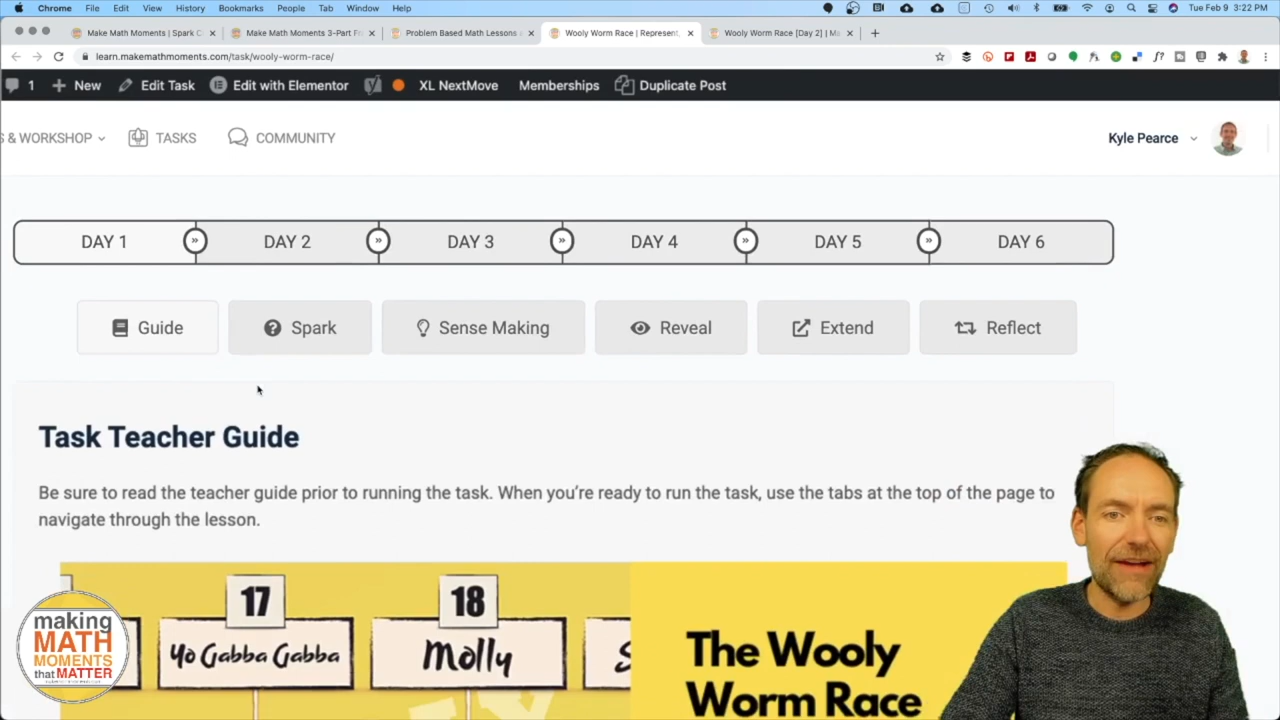 Chrome File Edit View History Bookmarks People Tab Window Help
Tue Feb 9 3:22 PM
Make Math Moments | Spark C
Make Math Moments 3-Part F
Problem Based Math Lessons
Wooly Worm Race | Represent,
Wooly Worm Race [Day 2] | M
learn.makemathmoments.com/task/wooly-worm-race/
1 New Edit Task Edit with Elementor XL NextMove Memberships Duplicate Post
S & WORKSHOP TASKS COMMUNITY
Kyle Pearce
DAY 1 DAY 2 DAY 3 DAY 4 DAY 5 DAY 6
Guide Spark Sense Making Reveal Extend Reflect
Task Teacher Guide
Be sure to read the teacher guide prior to running the task. When you’re ready to run the task, use the tabs at the top of the page to
navigate through the lesson.
17 18
Yo Gabba Gabba Molly S
The Wooly
Worm Race
making
MATH
MOMENTS
that MATTER